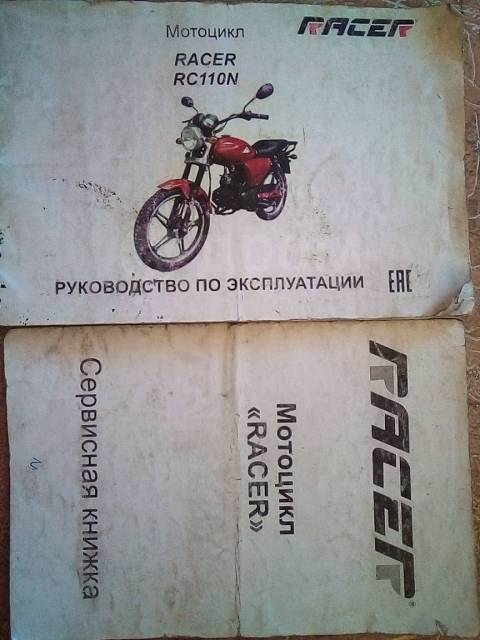 Мотоцикл
RACER
RACER
RC110N
РУКОВОДСТВО ПО ЭКСПЛУАТАЦИИ
EAC
RACER®
Мотоцикл
«RACER»
Сервисная книжка